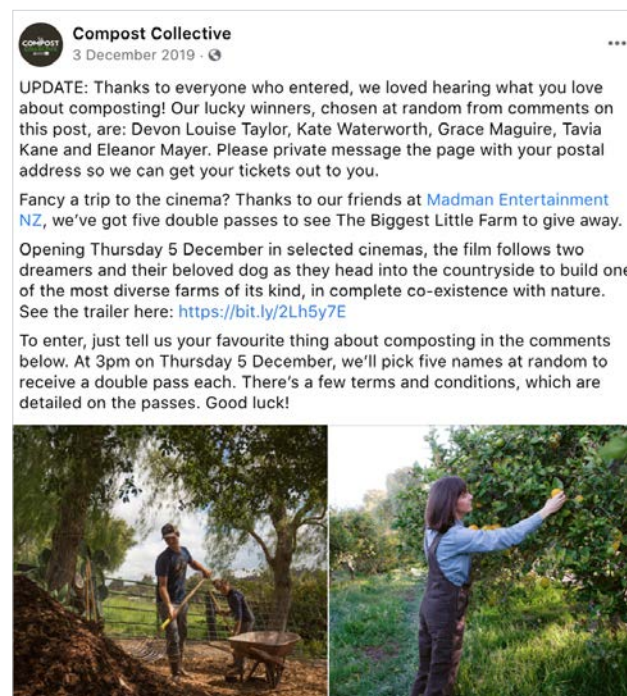 Compost Collective
3 December 2019 ·
UPDATE: Thanks to everyone who entered, we loved hearing what you love
about composting! Our lucky winners, chosen at random from comments on
this post, are: Devon Louise Taylor, Kate Waterworth, Grace Maguire, Tavia
Kane and Eleanor Mayer. Please private message the page with your postal
address so we can get your tickets out to you.
Fancy a trip to the cinema? Thanks to our friends at Madman Entertainment
NZ, we've got five double passes to see The Biggest Little Farm to give away.
Opening Thursday 5 December in selected cinemas, the film follows two
dreamers and their beloved dog as they head into the countryside to build one
of the most diverse farms of its kind, in complete co-existence with nature.
See the trailer here: https://bit.ly/2Lh5y7E
To enter, just tell us your favourite thing about composting in the comments
below. At 3pm on Thursday 5 December, we'll pick five names at random to
receive a double pass each. There's a few terms and conditions, which are
detailed on the passes. Good luck!